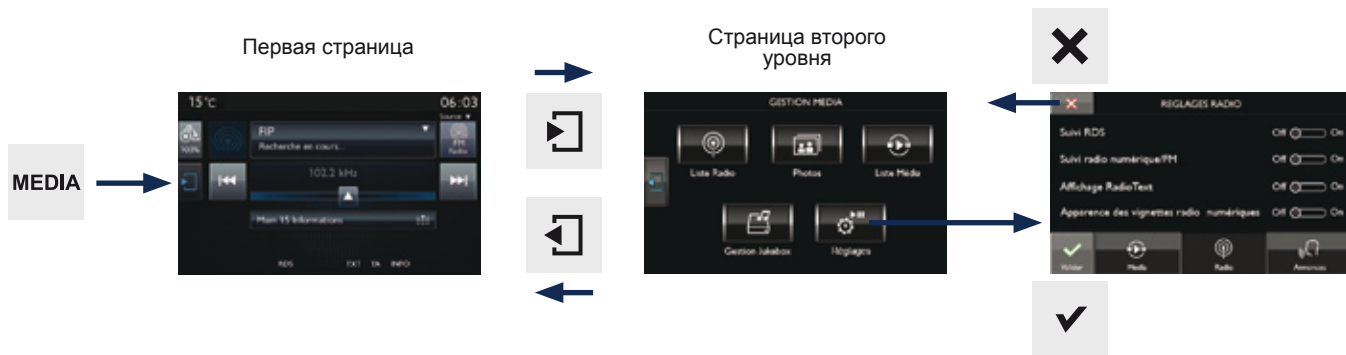 Первая страница
Страница второго
уровня
MEDIA
15°c
06:03
Source ▼
FIP
Recherche en cours...
100%
FM
Radio
102.2 kHz
RDS
TXT TA INFO
GESTION MEDIA
Liste Radio
Photos
Liste Média
Gestion Jukebox
Réglages
REGLAGES RADIO
Suivi RDS
Off On
Suivi radio numérique/FM
Off On
Affichage RadioText
Off On
Apparence des vignettes radio numériques
Off On
Valider
Media
Radio
Annonces